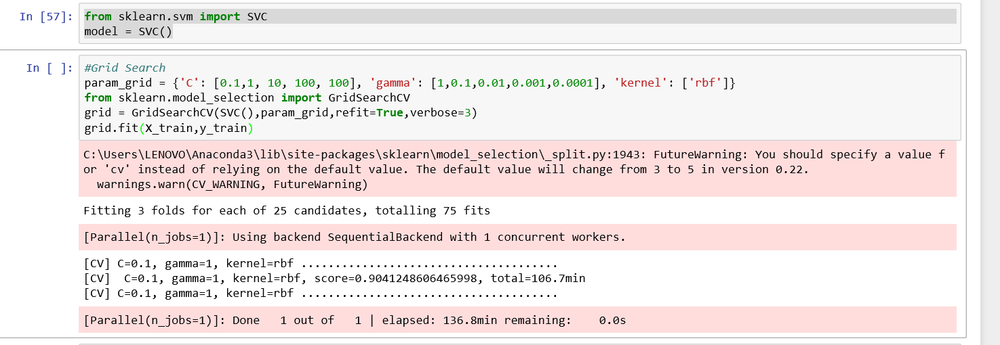 In [57]: from sklearn.svm import SVC
model = SVC()
In [ ]: #Grid Search
param_grid = {'C': [0.1,1, 10, 100, 100], 'gamma': [1,0.1,0.01,0.001,0.0001], 'kernel': ['rbf']}
from sklearn.model_selection import GridSearchCV
grid = GridSearchCV(SVC(),param_grid,refit=True,verbose=3)
grid.fit(X_train,y_train)
C:\Users\LENOVO\Anaconda3\lib\site-packages\sklearn\model_selection\_split.py:1943: FutureWarning: You should specify a value f
or 'cv' instead of relying on the default value. The default value will change from 3 to 5 in version 0.22.
  warnings.warn(CV_WARNING, FutureWarning)
Fitting 3 folds for each of 25 candidates, totalling 75 fits
[Parallel(n_jobs=1)]: Using backend SequentialBackend with 1 concurrent workers.
[CV] C=0.1, gamma=1, kernel=rbf ......................................
[CV]  C=0.1, gamma=1, kernel=rbf, score=0.9041248606465998, total=106.7min
[CV] C=0.1, gamma=1, kernel=rbf ......................................
[Parallel(n_jobs=1)]: Done   1 out of   1 | elapsed: 136.8min remaining:    0.0s